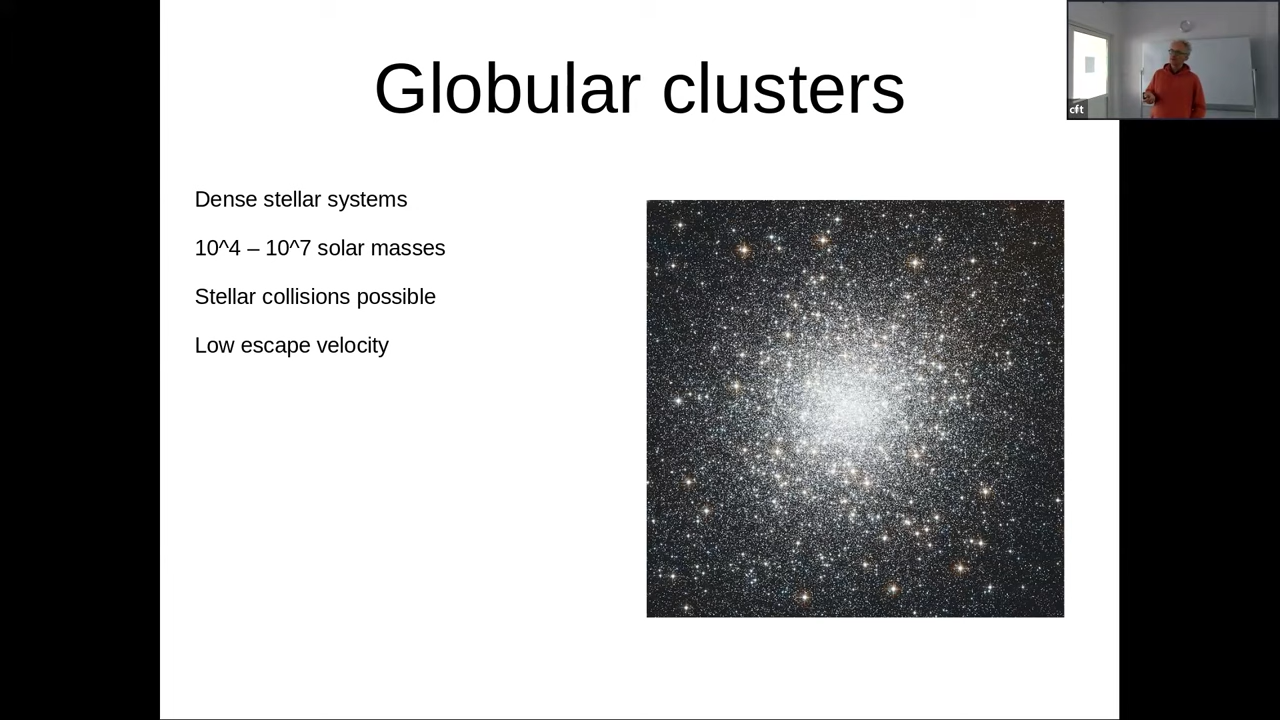 Globular clusters
Dense stellar systems
10^4 – 10^7 solar masses
Stellar collisions possible
Low escape velocity
cft